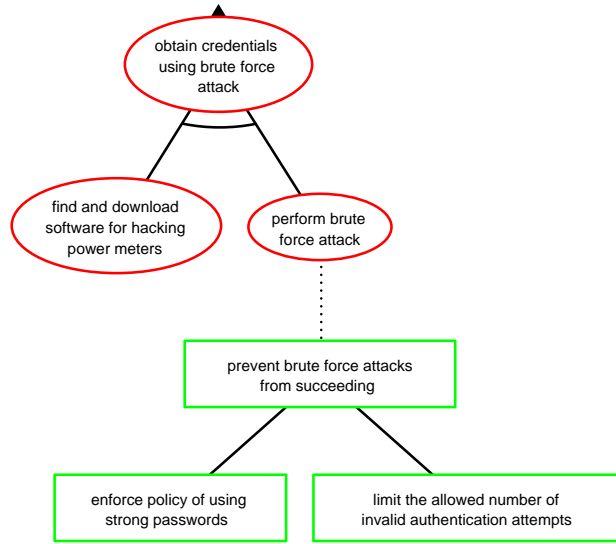 obtain credentials
using brute force
attack
find and download
software for hacking
power meters
perform brute
force attack
prevent brute force attacks
from succeeding
enforce policy of using
strong passwords
limit the allowed number of
invalid authentication attempts